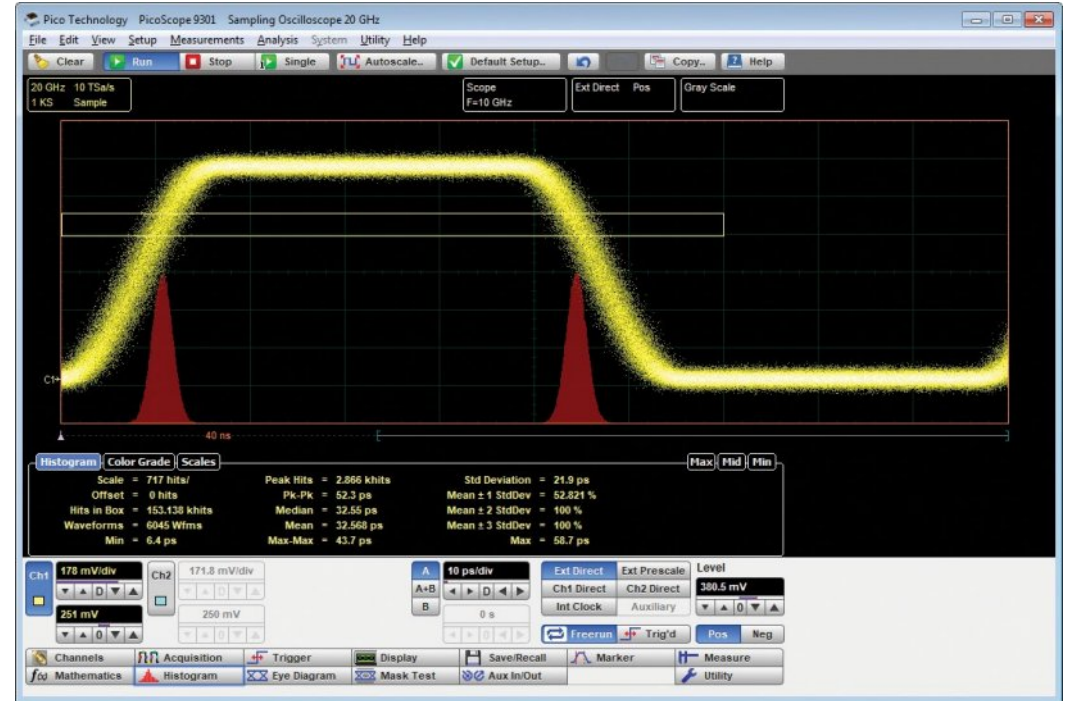 Pico Technology PicoScope 9301 Sampling Oscilloscope 20 GHz
File Edit View Setup Measurements Analysis System Utility Help
Clear Run Stop Single Autoscale.. Default Setup.. Copy.. Help
20 GHz 10 TSa/s
1 KS Sample
Scope
F=10 GHz
Ext Direct Pos
Gray Scale
C1
40 ns
Histogram Color Grade Scales Max Mid Min
Scale = 717 hits/ Peak Hits = 2.866 khits Std Deviation = 21.9 ps
Offset = 0 hits Pk-Pk = 52.3 ps Mean ± 1 StdDev = 52.821 %
Hits in Box = 153.138 khits Median = 32.55 ps Mean ± 2 StdDev = 100 %
Waveforms = 6045 Wfms Mean = 32.568 ps Mean ± 3 StdDev = 100 %
Min = 6.4 ps Max-Max = 43.7 ps Max = 58.7 ps
Ch1 178 mV/div Ch2 171.8 mV/div A 10 ps/div Ext Direct Ext Prescale Level
D D A+B D Ch1 Direct Ch2 Direct 380.5 mV
251 mV 250 mV B 0 s Int Clock Auxiliary 0
0 0 0 Freerun Trig'd Pos Neg
Channels Acquisition Trigger Display Save/Recall Marker Measure
f(x) Mathematics Histogram Eye Diagram Mask Test Aux In/Out Utility